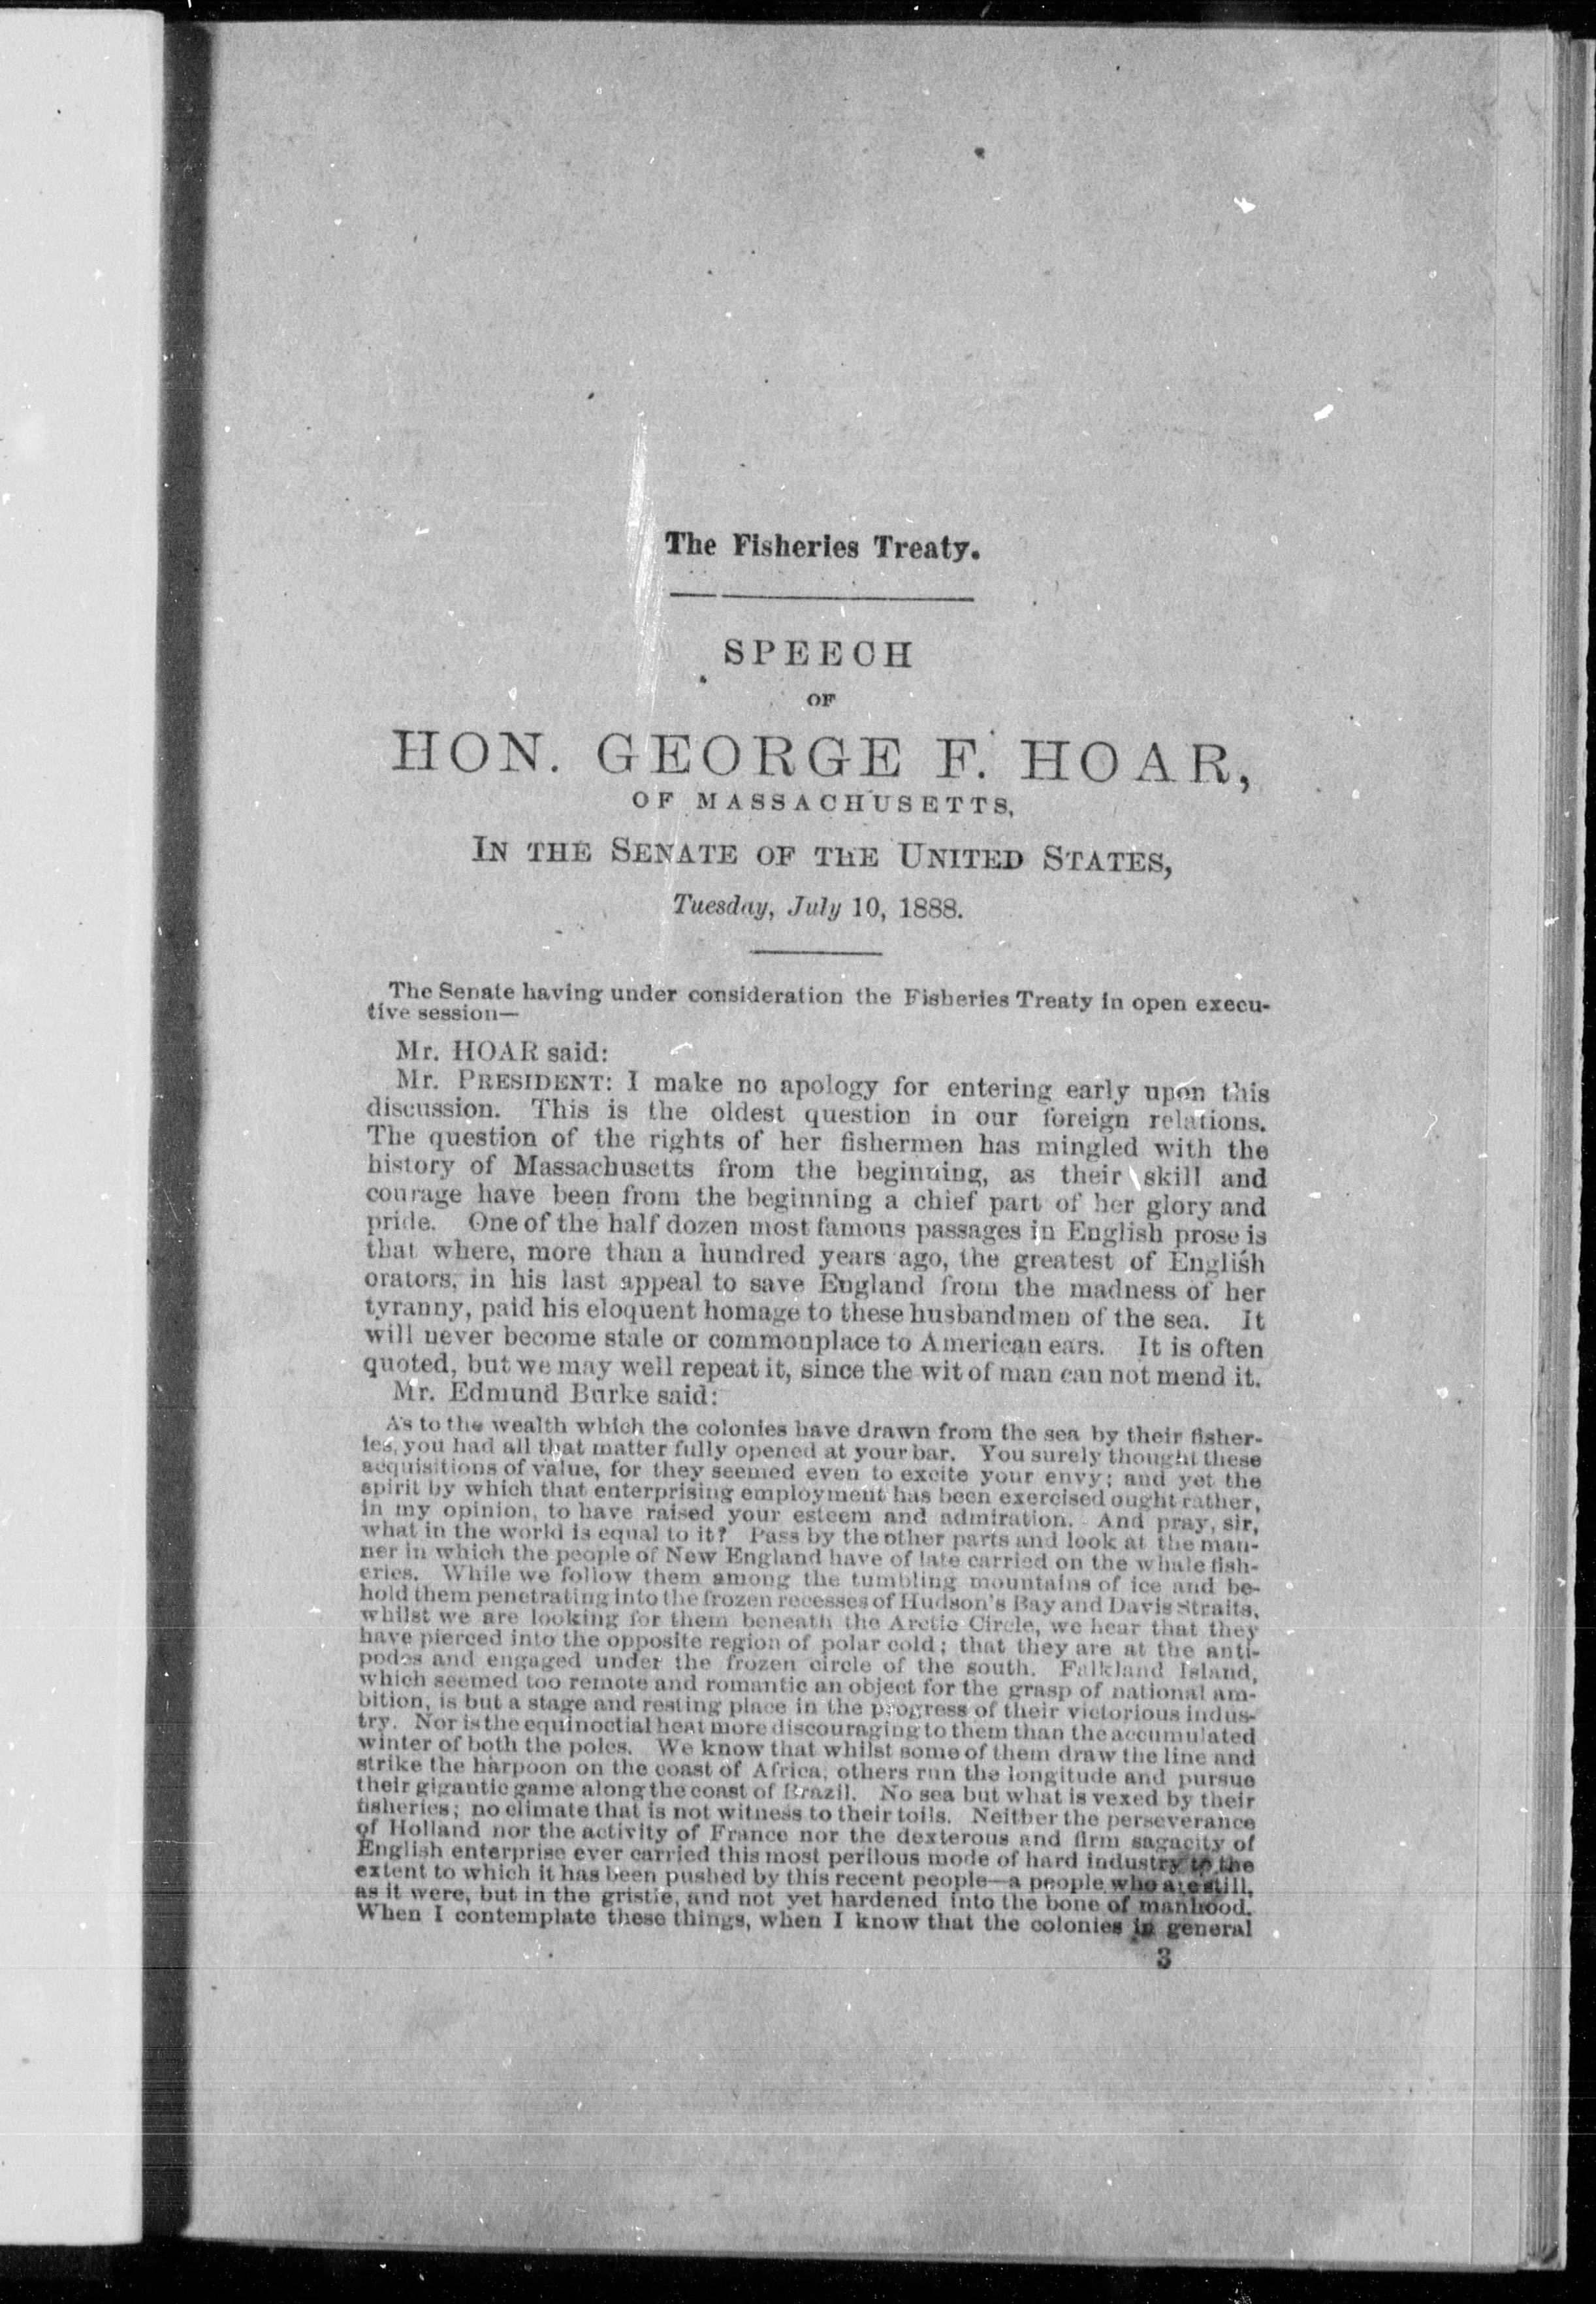 The Fisheries Treaty.
SPEECH
OF
HON. GEORGE F. HOAR,
OF MASSACHUSETTS,
IN THE SENATE OF THE UNITED STATES,
Tuesday, July 10, 1888.
The Senate having under consideration the Fisheries Treaty in open execu-
tive session—
Mr. HOAR said:
Mr. PRESIDENT: I make no apology for entering early upon this
discussion. This is the oldest question in our foreign relations.
The question of the rights of her fishermen has mingled with the
history of Massachusetts from the beginning, as their skill and
courage have been from the beginning a chief part of her glory and
pride. One of the half dozen most famous passages in English prose is
that where, more than a hundred years ago, the greatest of English
orators, in his last appeal to save England from the madness of her
tyranny, paid his eloquent homage to these husbandmen of the sea. It
will never become stale or commonplace to American ears. It is often
quoted, but we may well repeat it, since the wit of man can not mend it.
Mr. Edmund Burke said:
As to the wealth which the colonies have drawn from the sea by their fisher-
ies, you had all that matter fully opened at your bar. You surely thought these
acquisitions of value, for they seemed even to excite your envy; and yet the
spirit by which that enterprising employment has been exercised ought rather,
in my opinion, to have raised your esteem and admiration. And pray, sir,
what in the world is equal to it? Pass by the other parts and look at the man-
ner in which the people of New England have of late carried on the whale fish-
eries. While we follow them among the tumbling mountains of ice and be-
hold them penetrating into the frozen recesses of Hudson's Bay and Davis Straits,
whilst we are looking for them beneath the Arctic Circle, we hear that they
have pierced into the opposite region of polar cold; that they are at the anti-
podes and engaged under the frozen circle of the south. Falkland Island,
which seemed too remote and romantic an object for the grasp of national am-
bition, is but a stage and resting place in the progress of their victorious indus-
try. Nor is the equinoctial heat more discouraging to them than the accumulated
winter of both the poles. We know that whilst some of them draw the line and
strike the harpoon on the coast of Africa, others run the longitude and pursue
their gigantic game along the coast of Brazil. No sea but what is vexed by their
fisheries; no climate that is not witness to their toils. Neither the perseverance
of Holland nor the activity of France nor the dexterous and firm sagacity of
English enterprise ever carried this most perilous mode of hard industry to the
extent to which it has been pushed by this recent people—a people who are still,
as it were, but in the gristle, and not yet hardened into the bone of manhood.
When I contemplate these things, when I know that the colonies in general
3